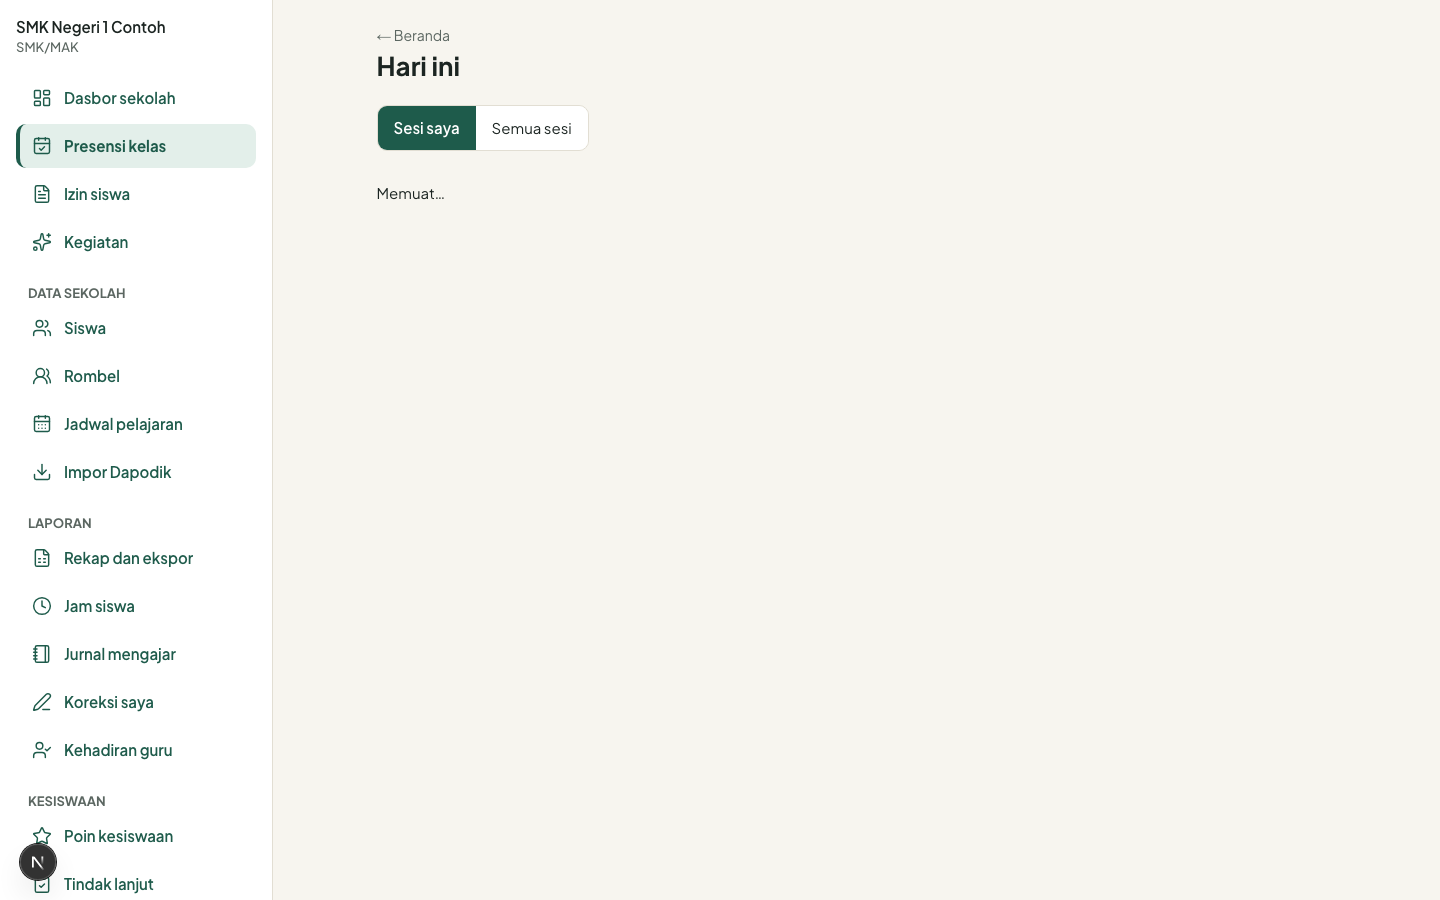 SMK Negeri 1 Contoh
SMK/MAK
Dasbor sekolah
Presensi kelas
Izin siswa
Kegiatan
DATA SEKOLAH
Siswa
Rombel
Jadwal pelajaran
Impor Dapodik
LAPORAN
Rekap dan ekspor
Jam siswa
Jurnal mengajar
Koreksi saya
Kehadiran guru
KESISWAAN
Poin kesiswaan
N
Tindak lanjut
← Beranda
Hari ini
Sesi saya
Semua sesi
Memuat…